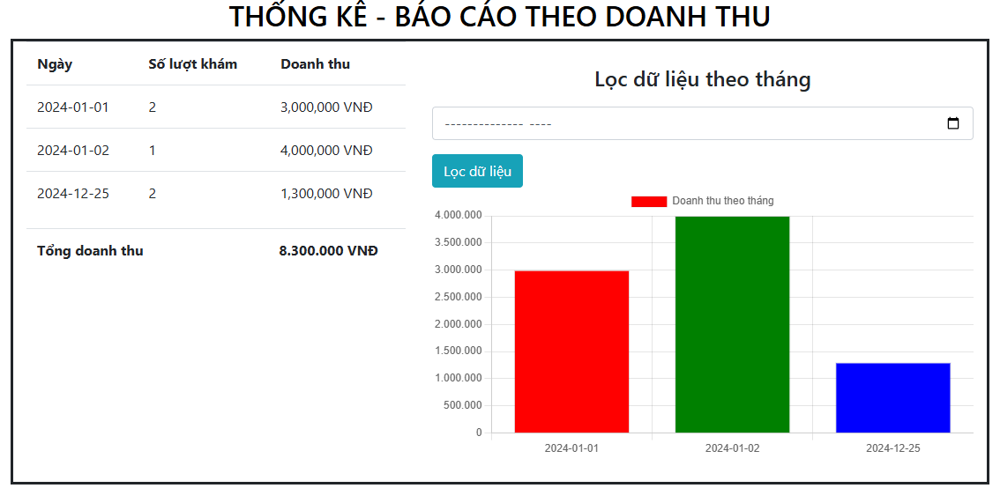 THỐNG KÊ - BÁO CÁO THEO DOANH THU
Ngày Số lượt khám Doanh thu
2024-01-01 2 3,000,000 VNĐ
2024-01-02 1 4,000,000 VNĐ
2024-12-25 2 1,300,000 VNĐ
Tổng doanh thu 8.300.000 VNĐ
Lọc dữ liệu theo tháng
-------------- ----
Lọc dữ liệu
Doanh thu theo tháng
4.000.000
3.500.000
3.000.000
2.500.000
2.000.000
1.500.000
1.000.000
500.000
0
2024-01-01 2024-01-02 2024-12-25